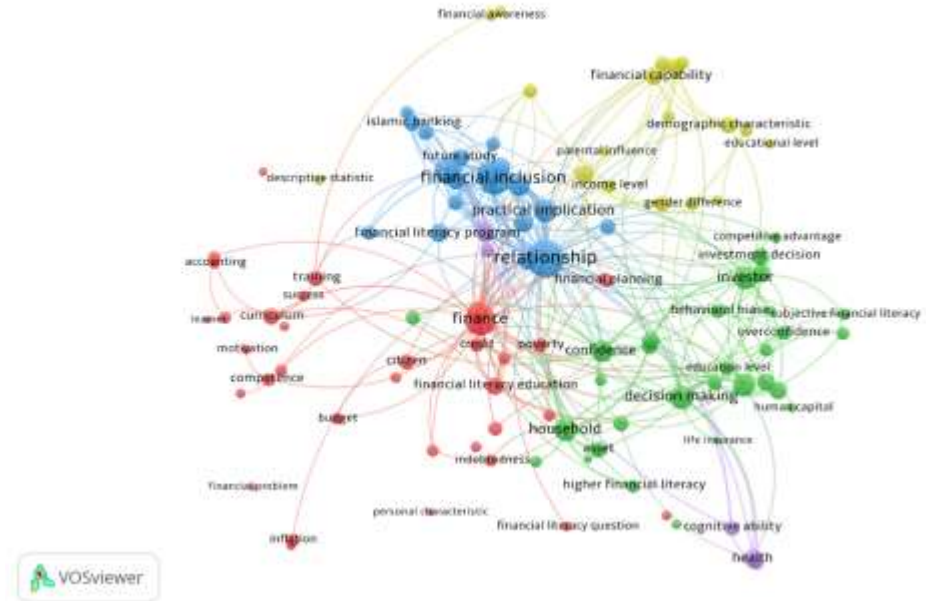 financial awareness
financial capability
islamic banking
demographic characteristic
educational level
future study
parental influence
descriptive statistic
financial inclusion
income level
gender difference
practical implication
financial literacy program
competitive advantage
relationship
investment decision
accounting
training
financial planning
investor
suggest
learner
curriculum
finance
behavioral biase
subjective financial literacy
overconfidence
motivation
credit
poverty
confidence
citizen
education level
competence
financial literacy education
decision making
human capital
budget
household
life insurance
asset
indebtedness
financial problem
higher financial literacy
personal characteristic
financial literacy question
cognitive ability
inflation
health
VOSviewer